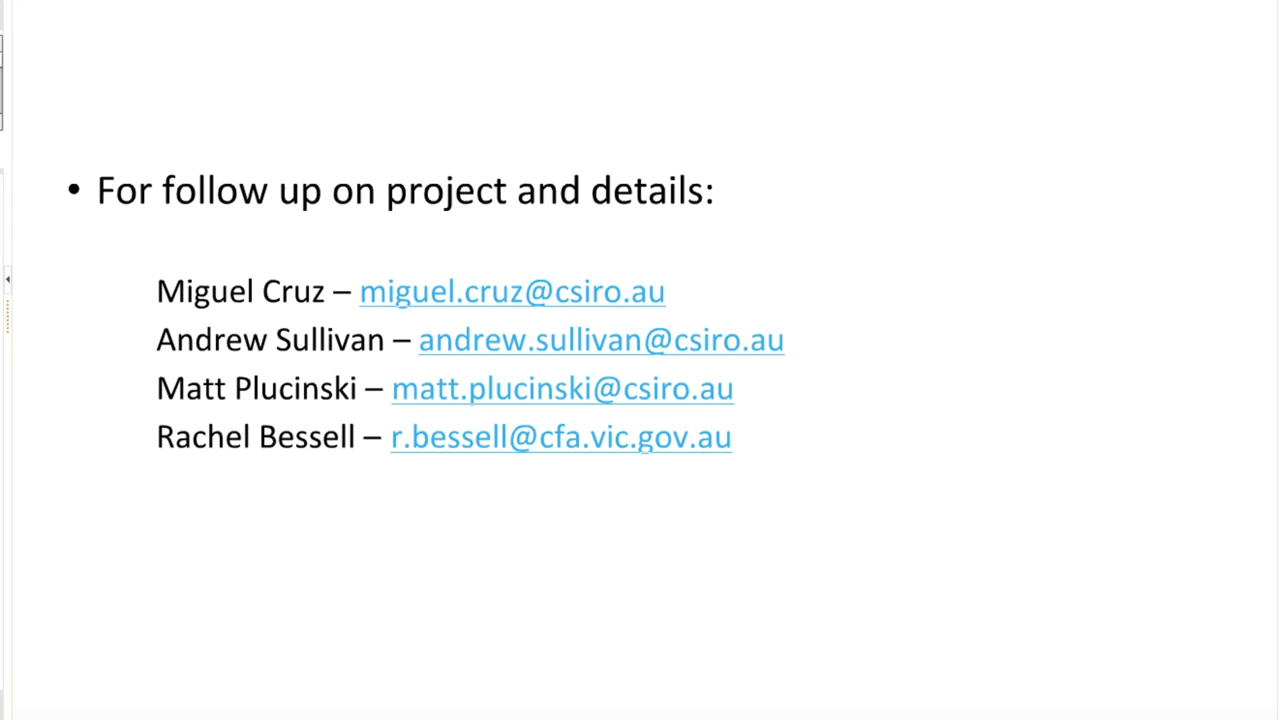 • For follow up on project and details:
Miguel Cruz – miguel.cruz@csiro.au
Andrew Sullivan – andrew.sullivan@csiro.au
Matt Plucinski – matt.plucinski@csiro.au
Rachel Bessell – r.bessell@cfa.vic.gov.au